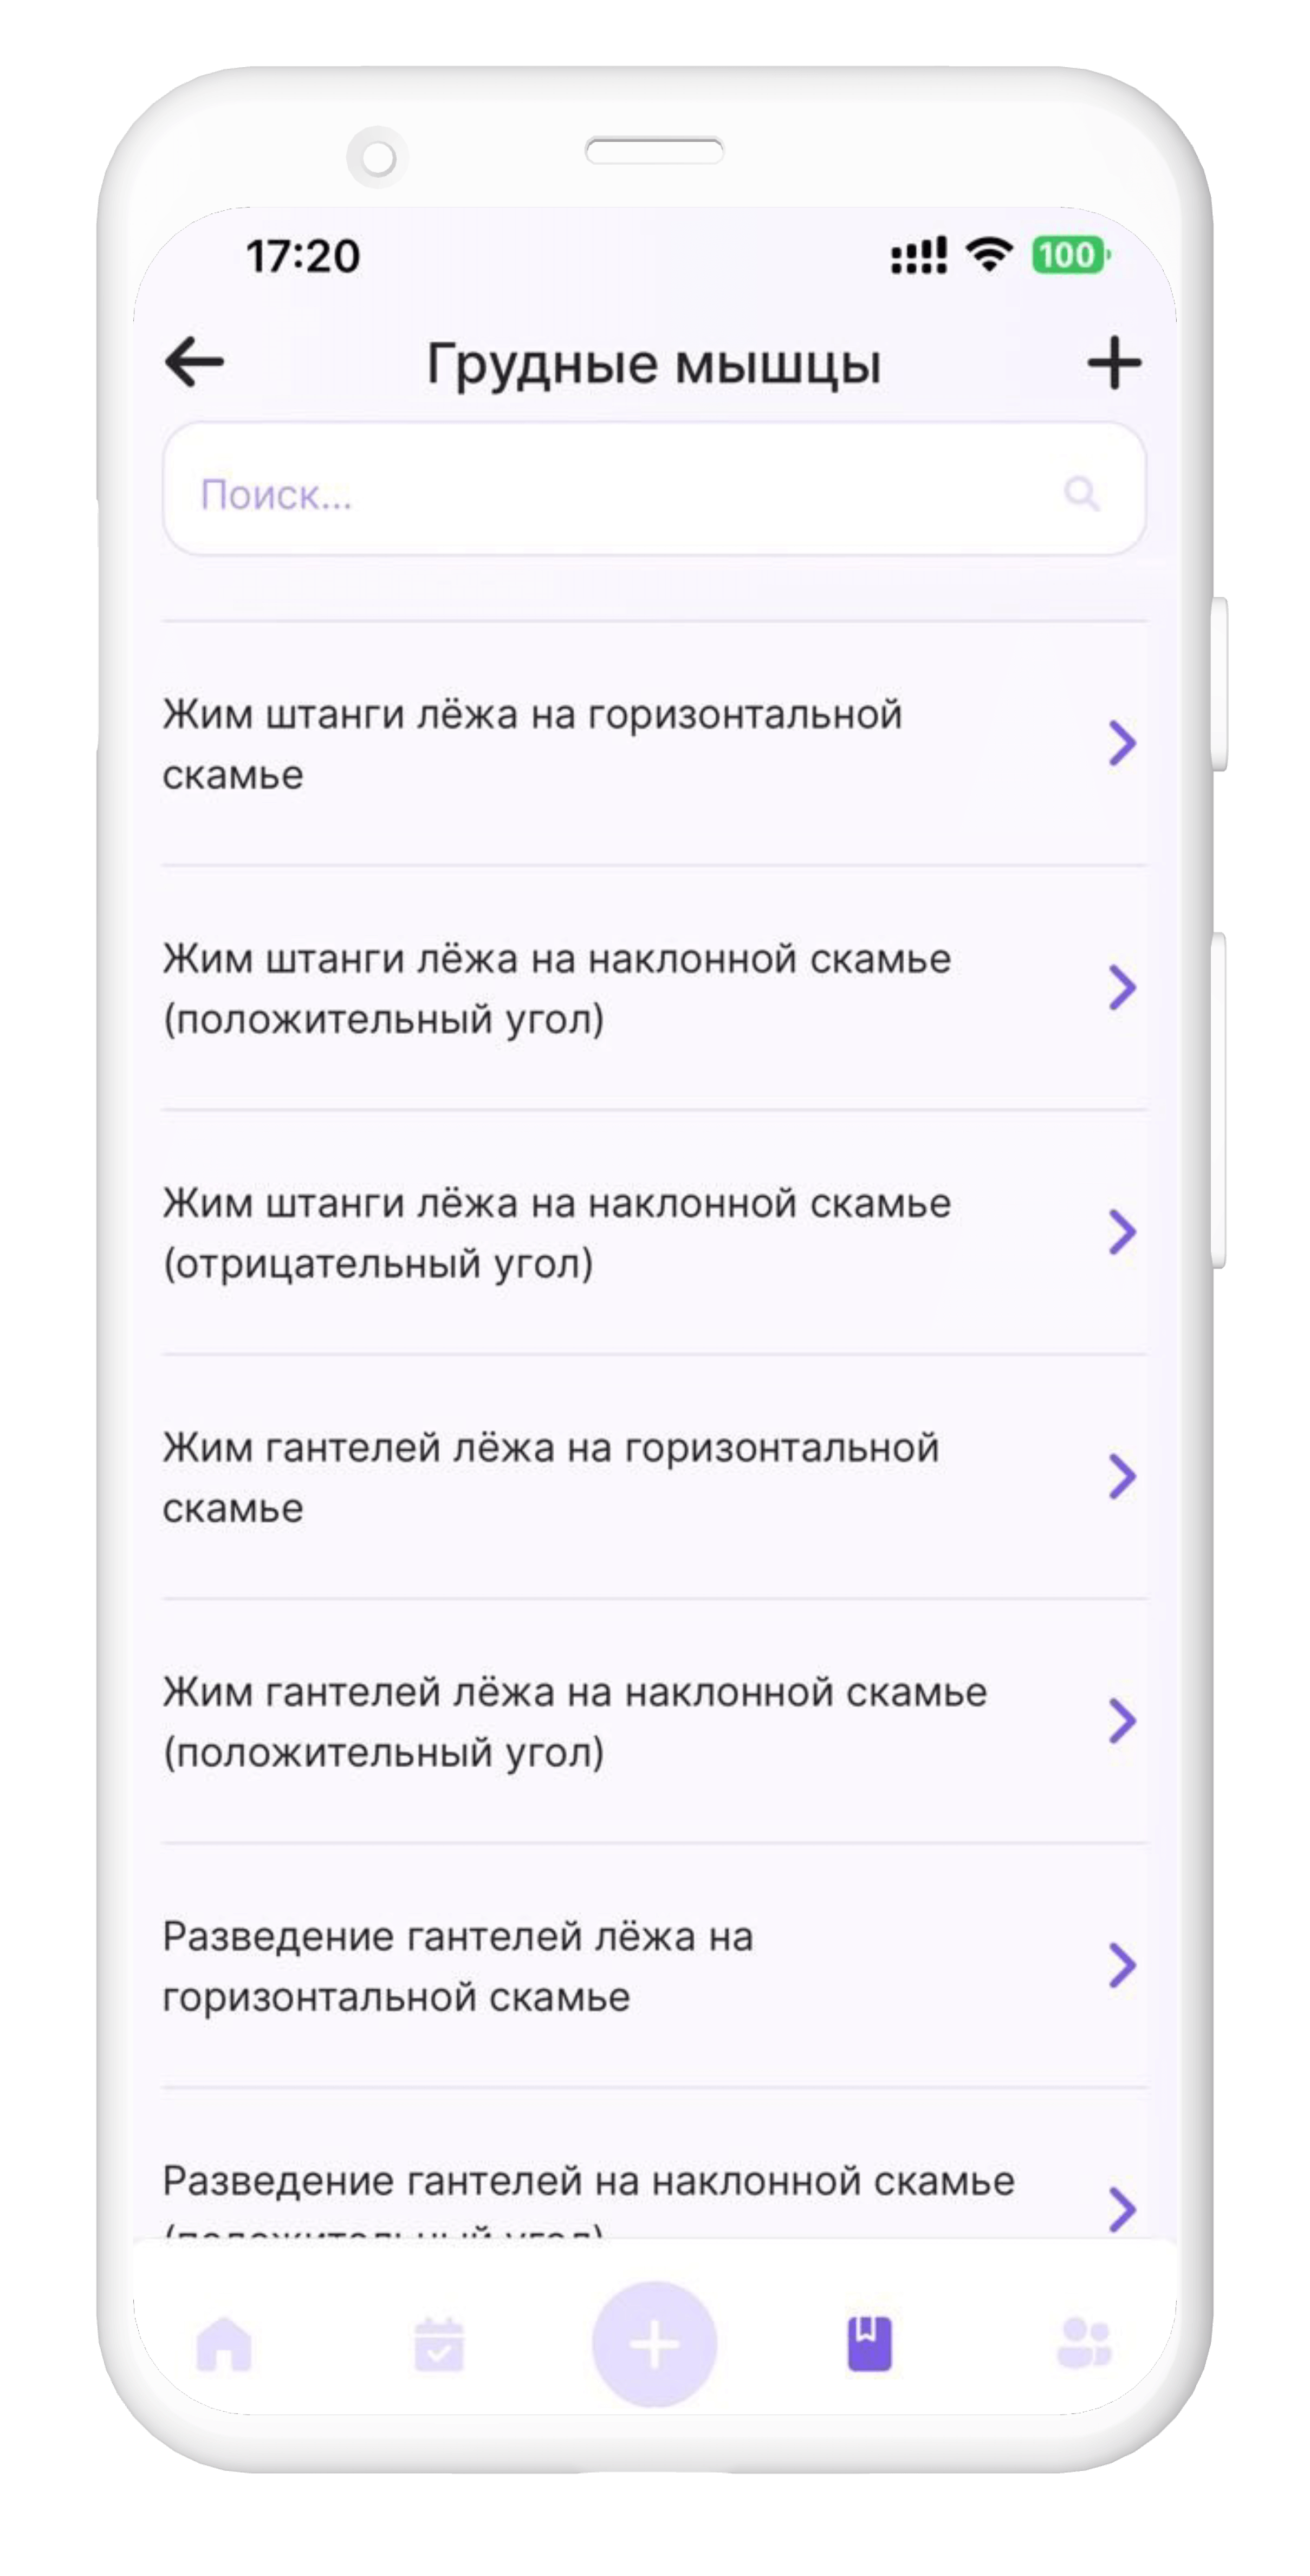 17:20
100
Грудные мышцы
Поиск...
Жим штанги лёжа на горизонтальной
скамье
Жим штанги лёжа на наклонной скамье
(положительный угол)
Жим штанги лёжа на наклонной скамье
(отрицательный угол)
Жим гантелей лёжа на горизонтальной
скамье
Жим гантелей лёжа на наклонной скамье
(положительный угол)
Разведение гантелей лёжа на
горизонтальной скамье
Разведение гантелей на наклонной скамье
(положительный угол)